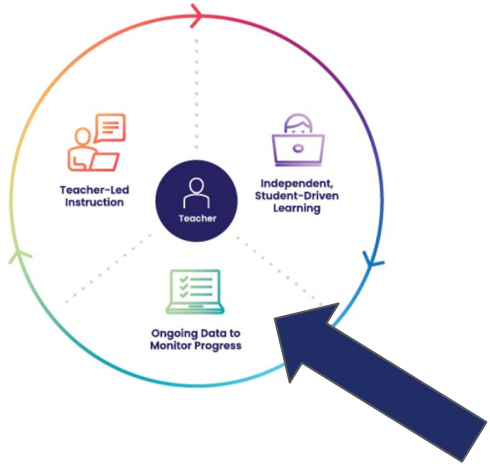 Teacher-Led
Instruction
Independent,
Student-Driven
Learning
Teacher
Ongoing Data to
Monitor Progress